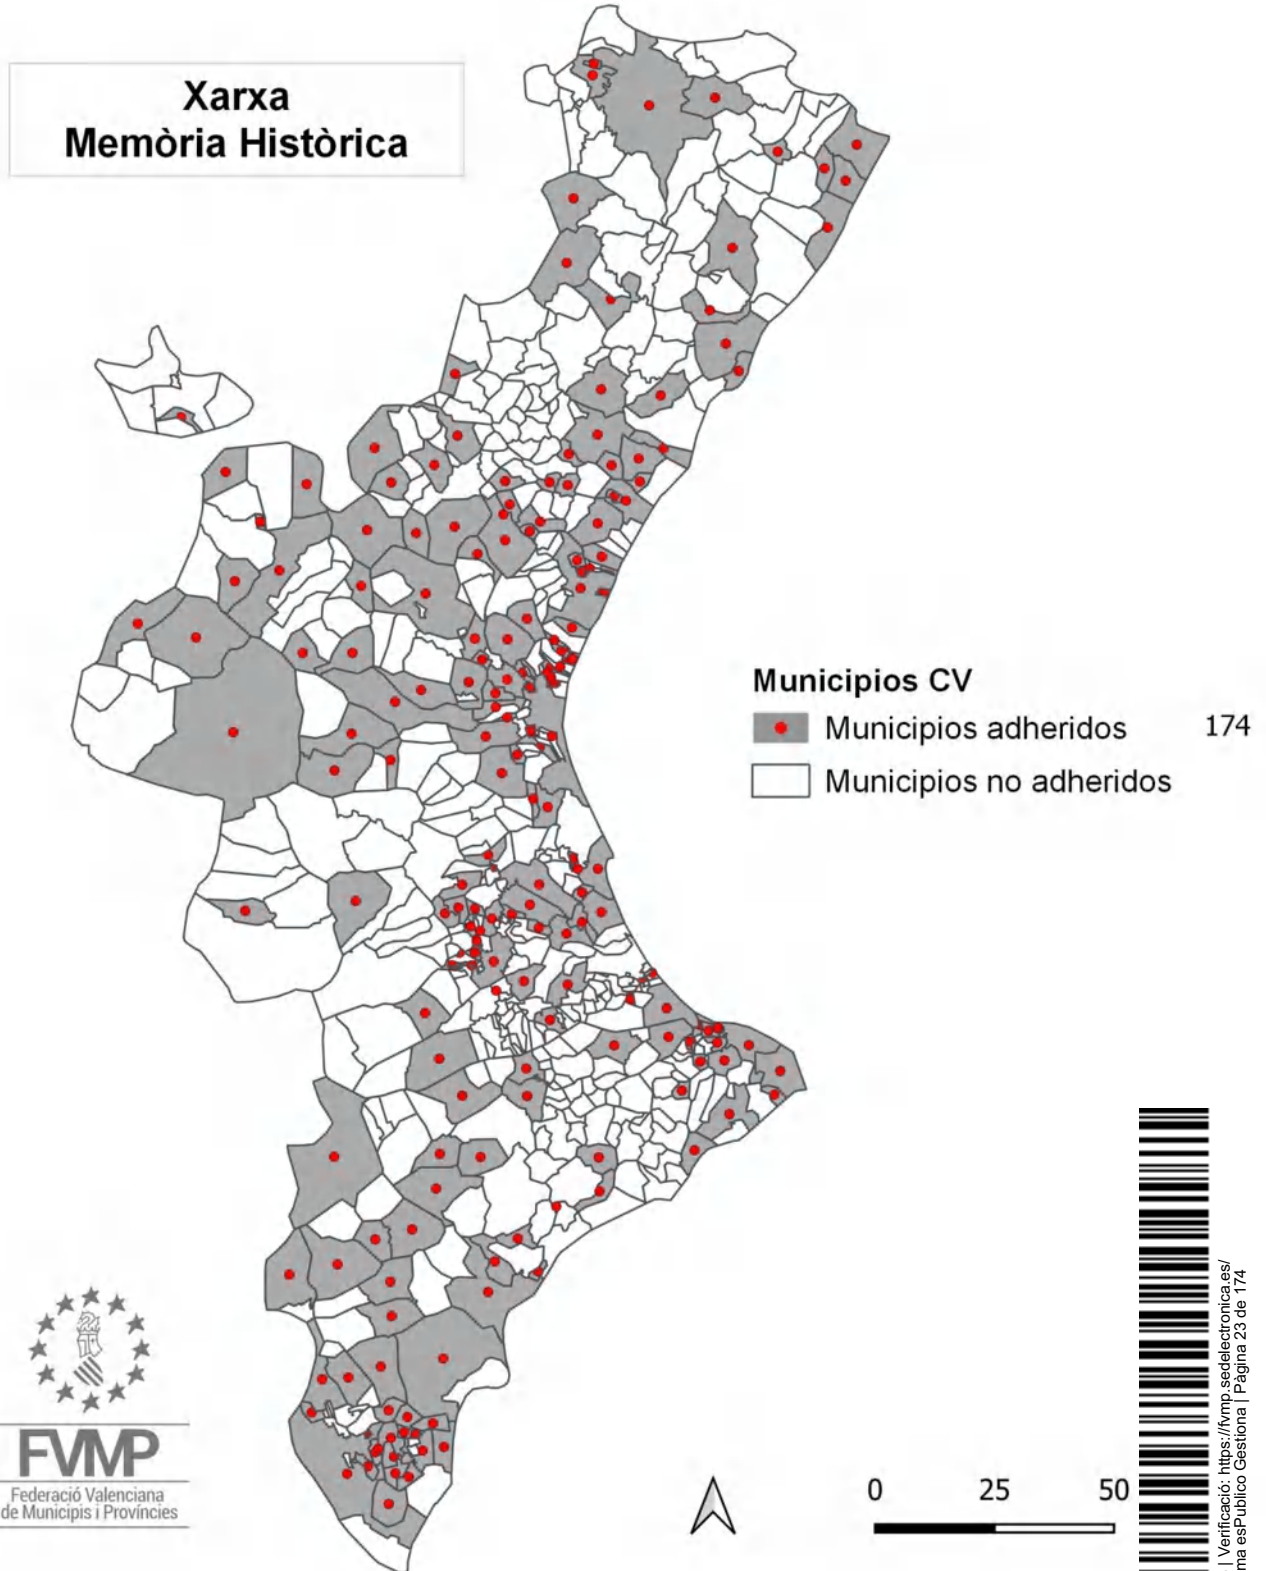 Xarxa
Memòria Històrica
Municipios CV
Municipios adheridos 174
Municipios no adheridos
FVMP
Federació Valenciana
de Municipis i Províncies
0 25 50
| Verificació: https://fvmp.sedelectronica.es/
ma esPublico Gestiona | Pàgina 23 de 174